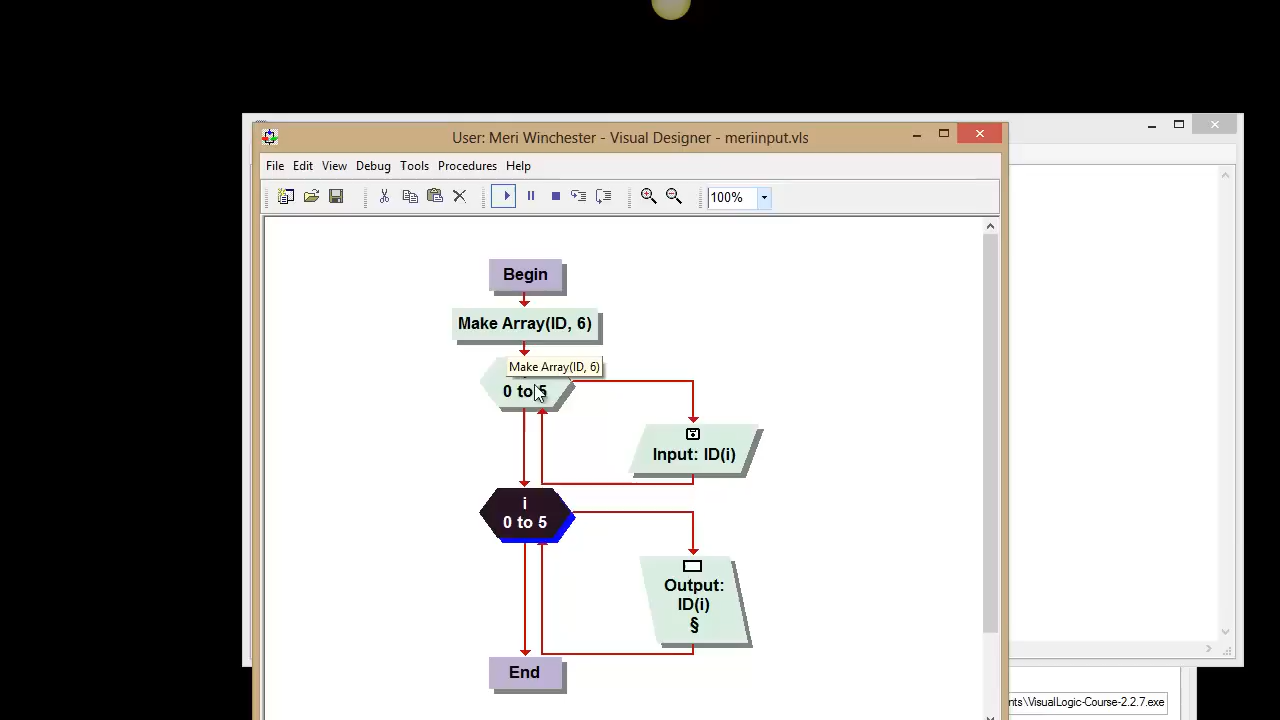 User: Meri Winchester - Visual Designer - meriinput.vls
File Edit View Debug Tools Procedures Help
100%
Begin
Make Array(ID, 6)
Make Array(ID, 6)
0 to 5
Input: ID(i)
i
0 to 5
Output:
ID(i)
§
End
nts\VisualLogic-Course-2.2.7.exe